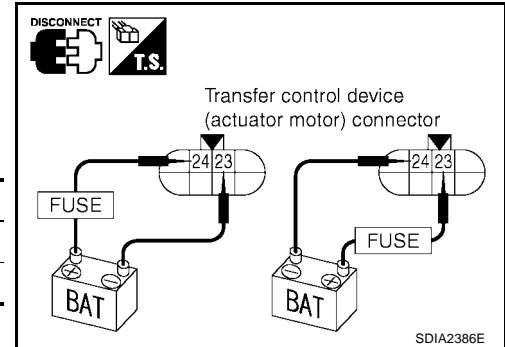 DISCONNECT
T.S.
Transfer control device
(actuator motor) connector
24 23
24 23
FUSE
FUSE
+ −
− +
BAT
BAT
SDIA2386E